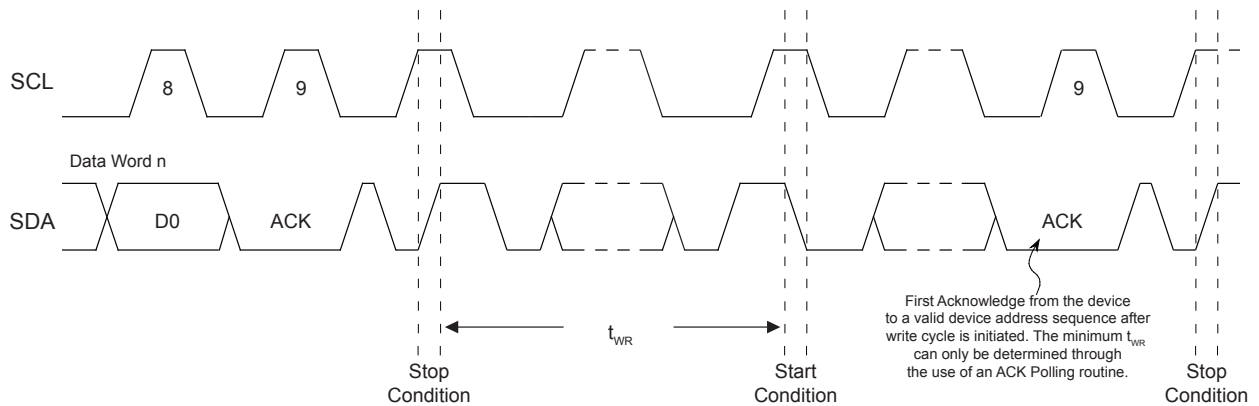 SCL
8
9
9
Data Word n
SDA
D0
ACK
ACK
First Acknowledge from the device
to a valid device address sequence after
write cycle is initiated. The minimum tWR
can only be determined through
the use of an ACK Polling routine.
tWR
Stop
Condition
Start
Condition
Stop
Condition